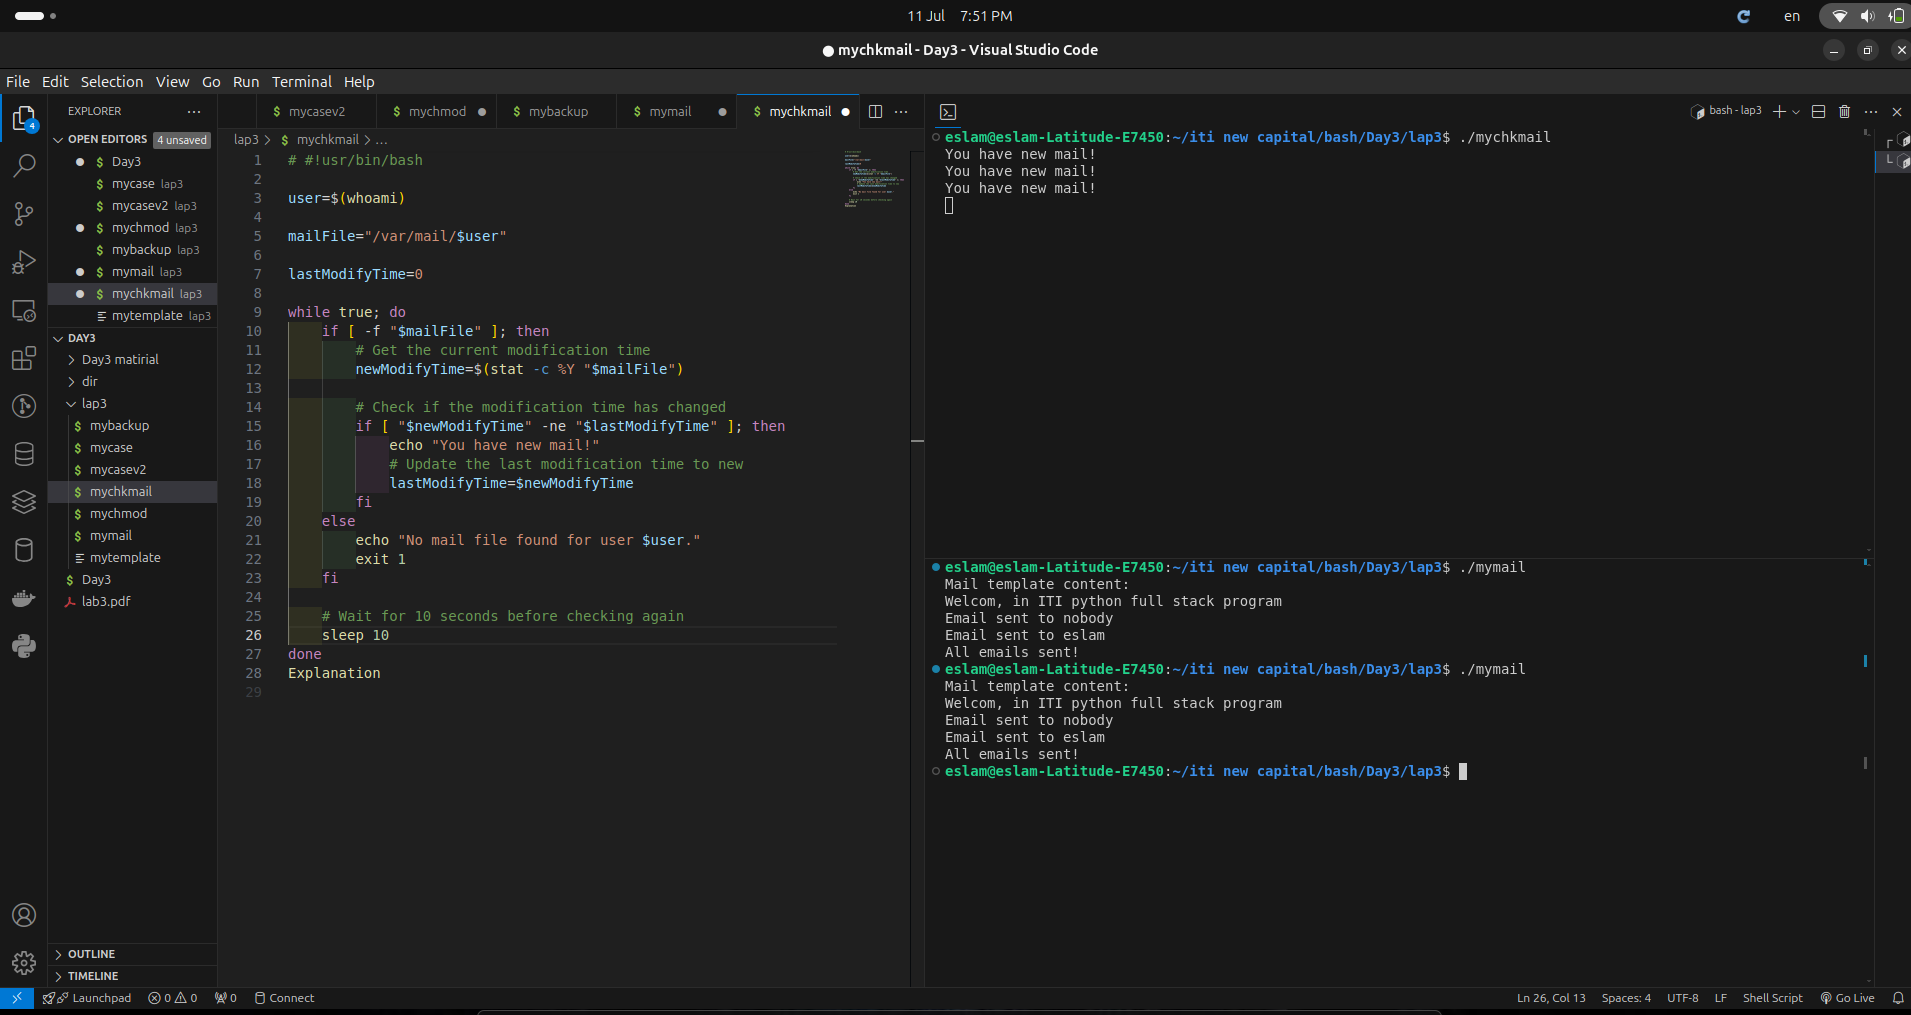 11 Jul 7:51 PM
en
● mychkmail - Day3 - Visual Studio Code
File Edit Selection View Go Run Terminal Help
EXPLORER
OPEN EDITORS 4 unsaved
$ Day3
$ mycase lap3
$ mycasev2 lap3
$ mychmod lap3
$ mybackup lap3
$ mymail lap3
$ mychkmail lap3
mytemplate lap3
DAY3
Day3 matirial
dir
lap3
$ mybackup
$ mycase
$ mycasev2
$ mychkmail
$ mychmod
$ mymail
mytemplate
$ Day3
lab3.pdf
OUTLINE
TIMELINE
4
$ mycasev2 $ mychmod $ mybackup $ mymail $ mychkmail
lap3 > $ mychkmail > ...
1 # #!usr/bin/bash
2
3 user=$(whoami)
4
5 mailFile="/var/mail/$user"
6
7 lastModifyTime=0
8
9 while true; do
10 if [ -f "$mailFile" ]; then
11 # Get the current modification time
12 newModifyTime=$(stat -c %Y "$mailFile")
13
14 # Check if the modification time has changed
15 if [ "$newModifyTime" -ne "$lastModifyTime" ]; then
16 echo "You have new mail!"
17 # Update the last modification time to new
18 lastModifyTime=$newModifyTime
19 fi
20 else
21 echo "No mail file found for user $user."
22 exit 1
23 fi
24
25 # Wait for 10 seconds before checking again
26 sleep 10
27 done
28 Explanation
29
bash - lap3
eslam@eslam-Latitude-E7450:~/iti new capital/bash/Day3/lap3$ ./mychkmail
You have new mail!
You have new mail!
You have new mail!
eslam@eslam-Latitude-E7450:~/iti new capital/bash/Day3/lap3$ ./mymail
Mail template content:
Welcom, in ITI python full stack program
Email sent to nobody
Email sent to eslam
All emails sent!
eslam@eslam-Latitude-E7450:~/iti new capital/bash/Day3/lap3$ ./mymail
Mail template content:
Welcom, in ITI python full stack program
Email sent to nobody
Email sent to eslam
All emails sent!
eslam@eslam-Latitude-E7450:~/iti new capital/bash/Day3/lap3$
Launchpad 0 0 0 Connect
Ln 26, Col 13 Spaces: 4 UTF-8 LF Shell Script Go Live